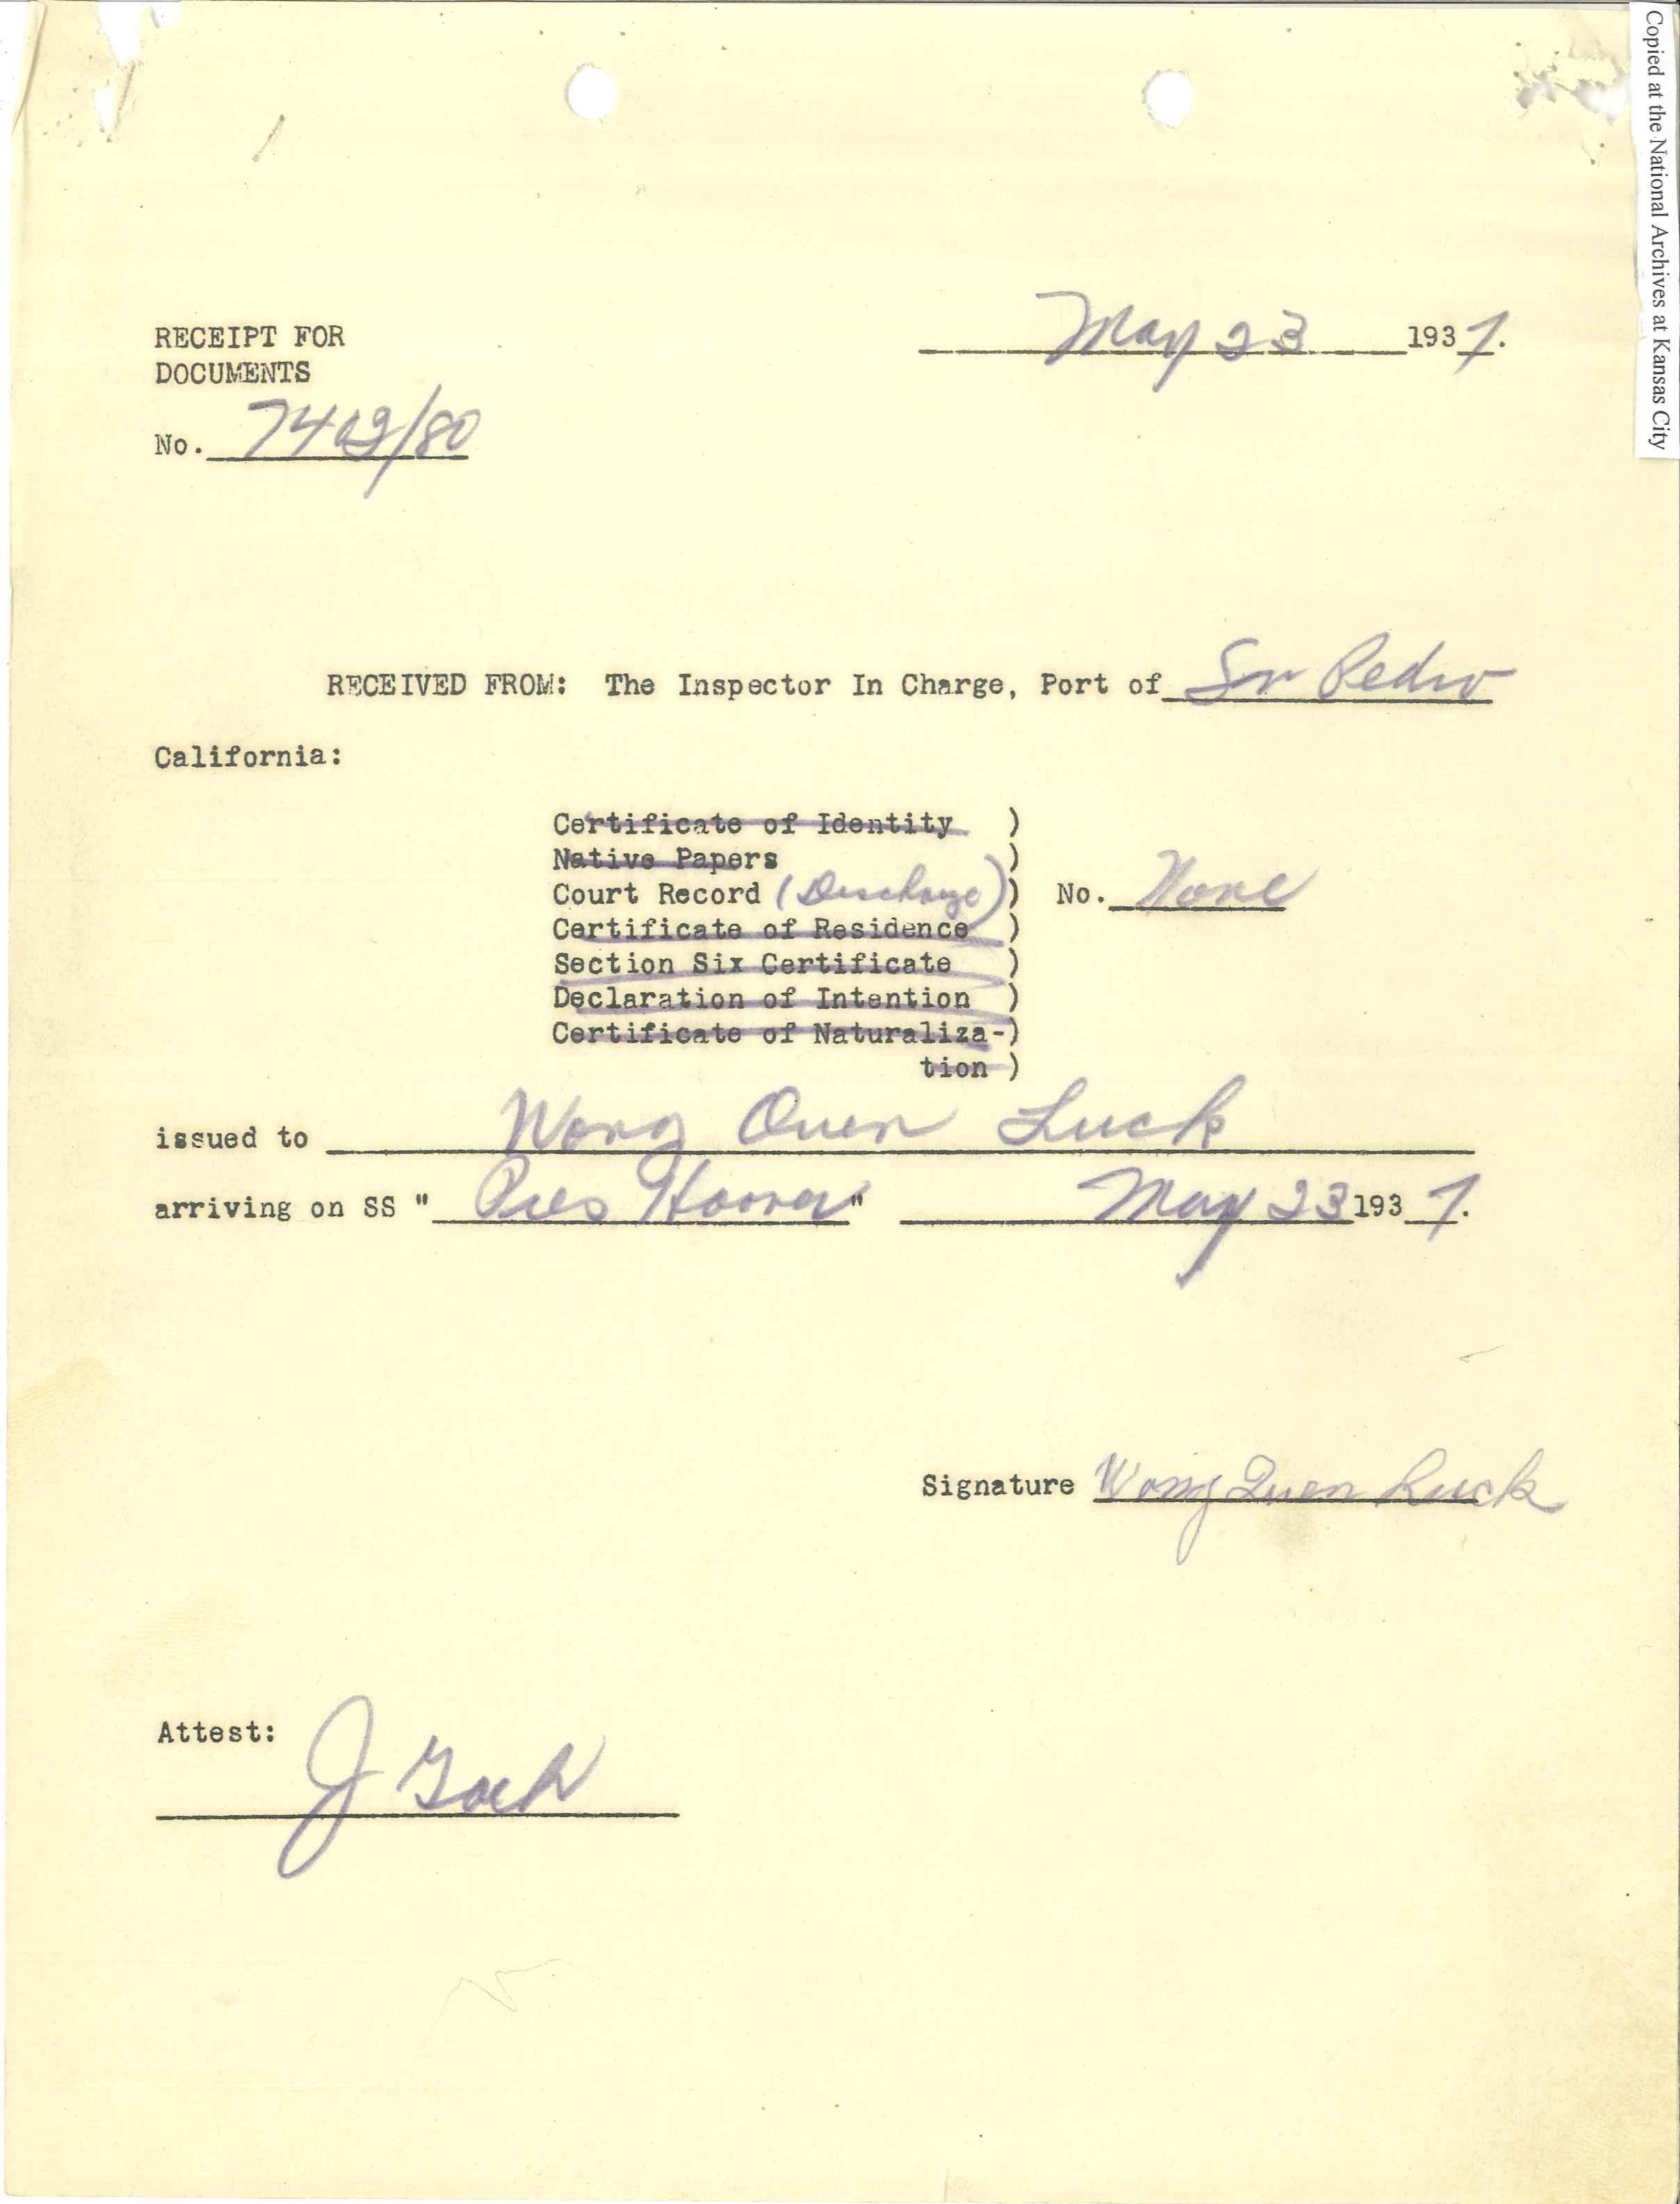 Copied at the National Archives at Kansas City
RECEIPT FOR
DOCUMENTS
May 23 1937.
No. 7402/80
RECEIVED FROM: The Inspector In Charge, Port of San Pedro
California:
Certificate of Identity )
Native Papers )
Court Record (Discharge) ) No. None
Certificate of Residence )
Section Six Certificate )
Declaration of Intention )
Certificate of Naturaliza-)
tion )
issued to Wong Quen Luck
arriving on SS "Pres Hoover" May 23 1937.
Signature Wong Quen Luck
Attest:
J